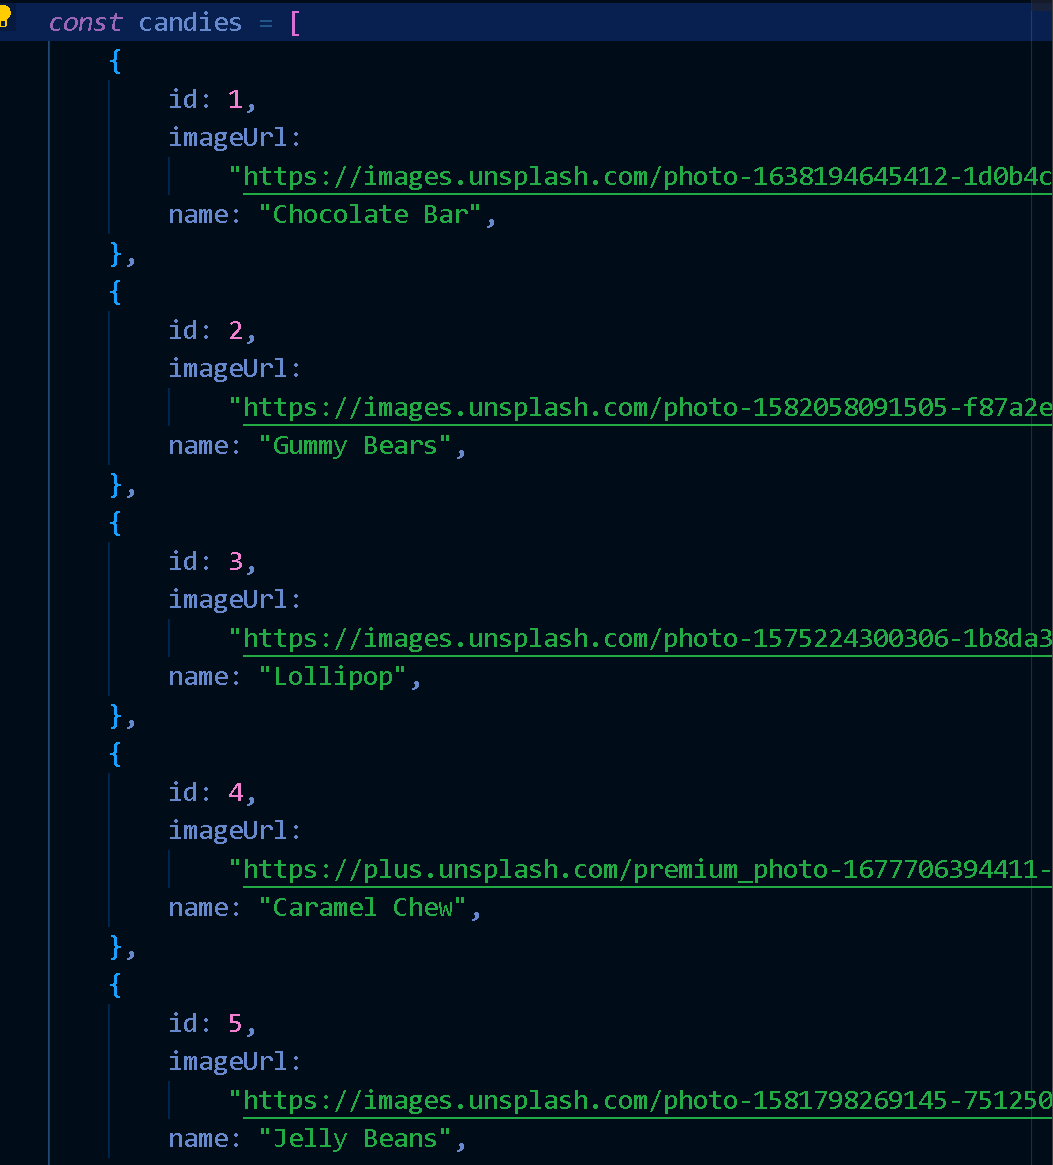 const candies = [
{
id: 1,
imageUrl:
"https://images.unsplash.com/photo-1638194645412-1d0b4c
name: "Chocolate Bar",
},
{
id: 2,
imageUrl:
"https://images.unsplash.com/photo-1582058091505-f87a2e
name: "Gummy Bears",
},
{
id: 3,
imageUrl:
"https://images.unsplash.com/photo-1575224300306-1b8da3
name: "Lollipop",
},
{
id: 4,
imageUrl:
"https://plus.unsplash.com/premium_photo-1677706394411-
name: "Caramel Chew",
},
{
id: 5,
imageUrl:
"https://images.unsplash.com/photo-1581798269145-751250
name: "Jelly Beans",